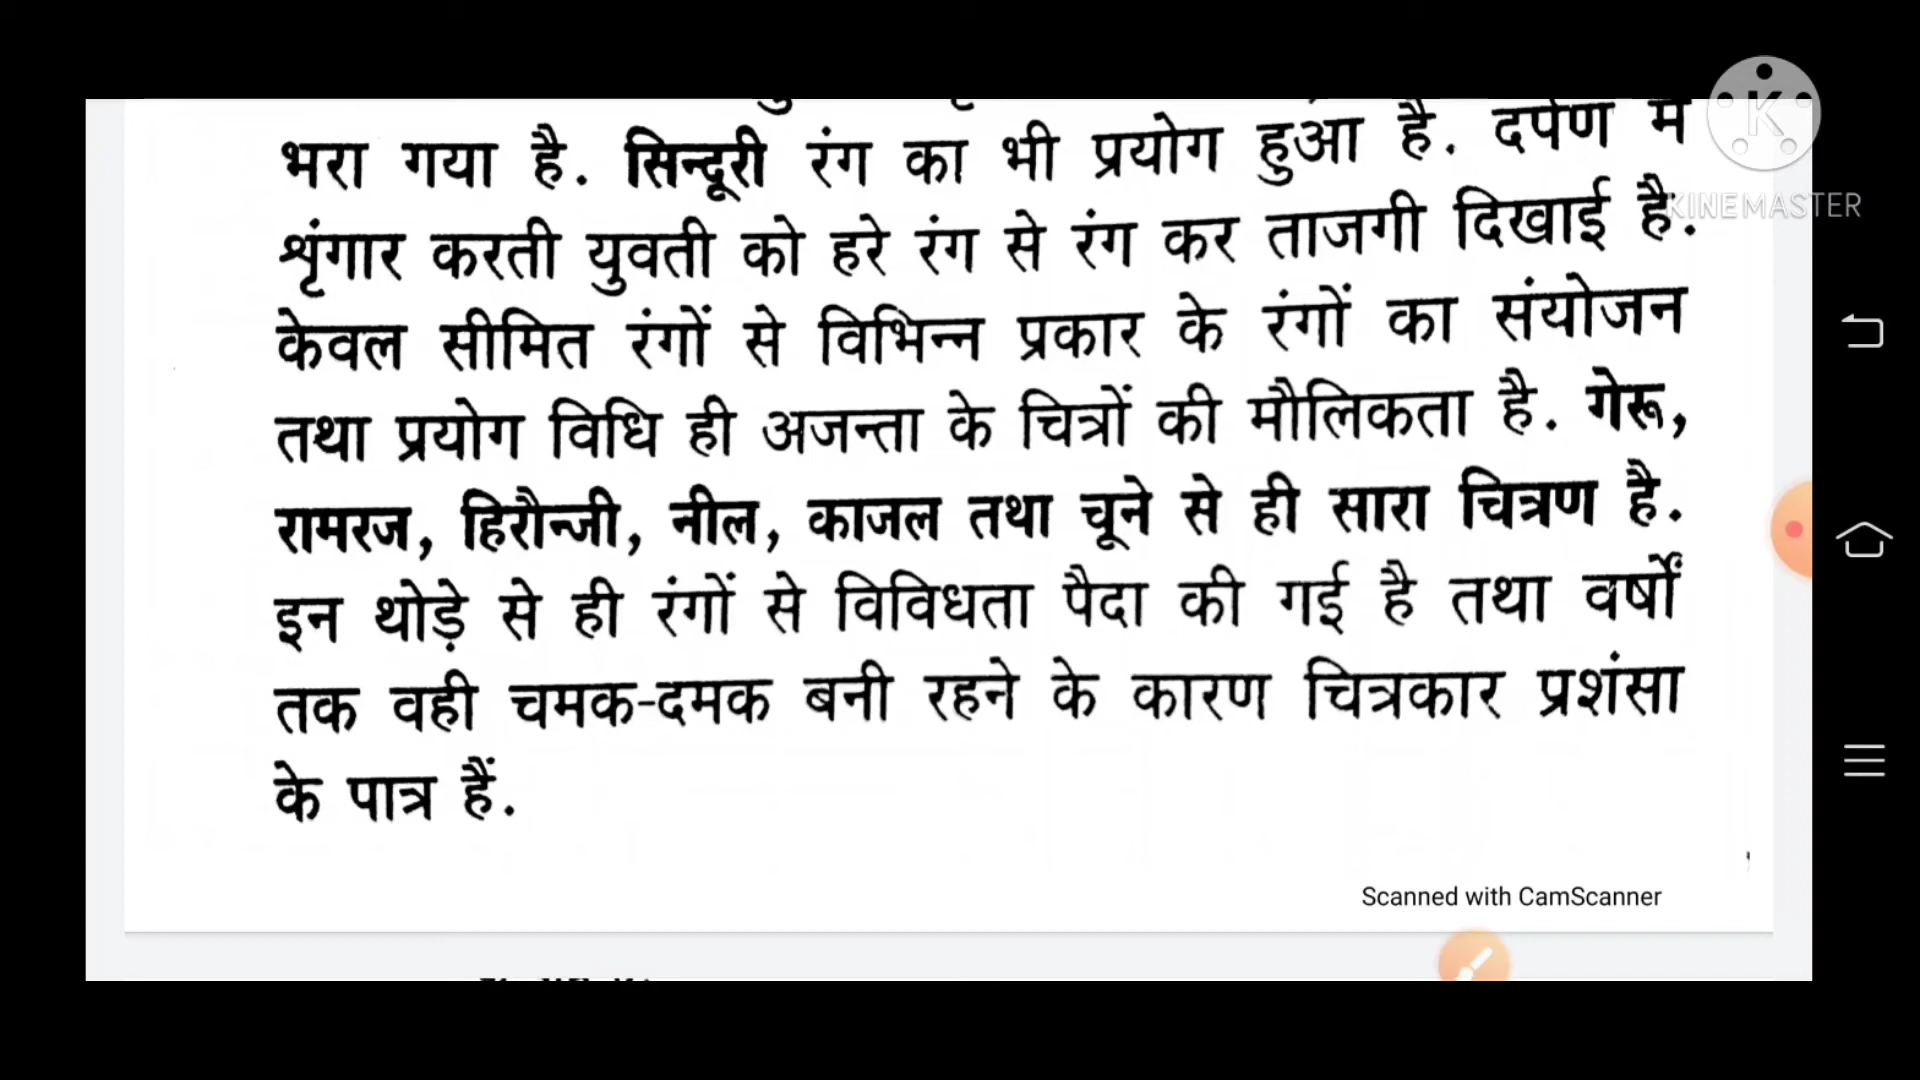 भरा गया है. सिन्दूरी रंग का भी प्रयोग हुआ है. दर्पण में
शृंगार करती युवती को हरे रंग से रंग कर ताजगी दिखाई है.
केवल सीमित रंगों से विभिन्न प्रकार के रंगों का संयोजन
तथा प्रयोग विधि ही अजन्ता के चित्रों की मौलिकता है. गेरू,
रामरज, हिरौन्जी, नील, काजल तथा चूने से ही सारा चित्रण है.
इन थोड़े से ही रंगों से विविधता पैदा की गई है तथा वर्षों
तक वही चमक-दमक बनी रहने के कारण चित्रकार प्रशंसा
के पात्र हैं.
Scanned with CamScanner
K
KINEMASTER